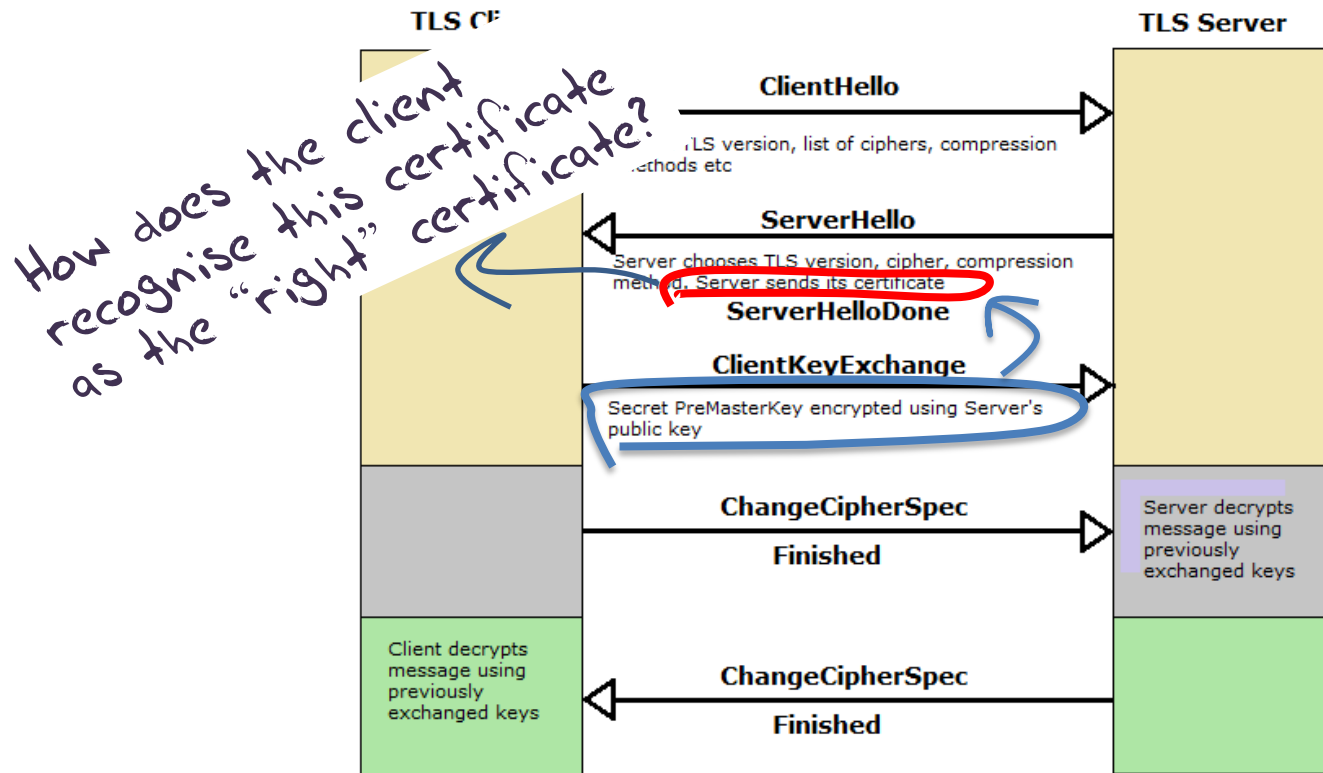 TLS
TLS Server
How does the client
recognise this certificate
as the “right” certificate?
ClientHello
TLS version, list of ciphers, compression
methods etc
ServerHello
Server chooses TLS version, cipher, compression
method. Server sends its certificate
ServerHelloDone
ClientKeyExchange
Secret PreMasterKey encrypted using Server's
public key
ChangeCipherSpec
Finished
Server decrypts
message using
previously
exchanged keys
Client decrypts
message using
previously
exchanged keys
ChangeCipherSpec
Finished